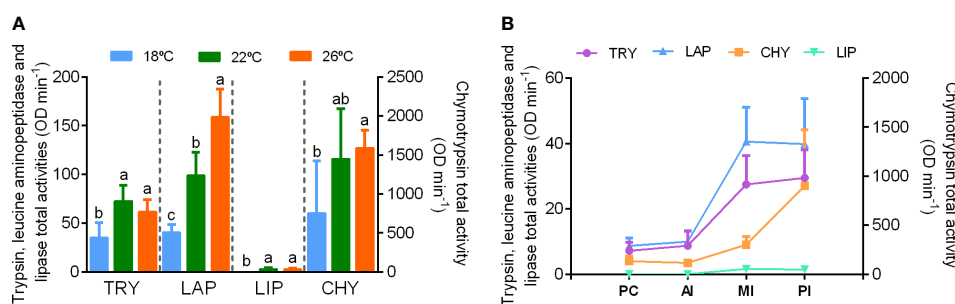 A
18ºC 22ºC 26ºC
Trypsin, leucine aminopeptidase and
lipase total activities (OD min⁻¹)
200
150
100
50
0
b a a
c b a
b a a
b ab a
TRY LAP LIP CHY
2500
2000
1500
1000
500
0
Chymotrypsin total activity
(OD min⁻¹)
B
TRY LAP CHY LIP
Trypsin, leucine aminopeptidase and
lipase total activities (OD min⁻¹)
60
40
20
0
PC AI MI PI
2000
1500
1000
500
0
Chymotrypsin total activity
(OD min⁻¹)